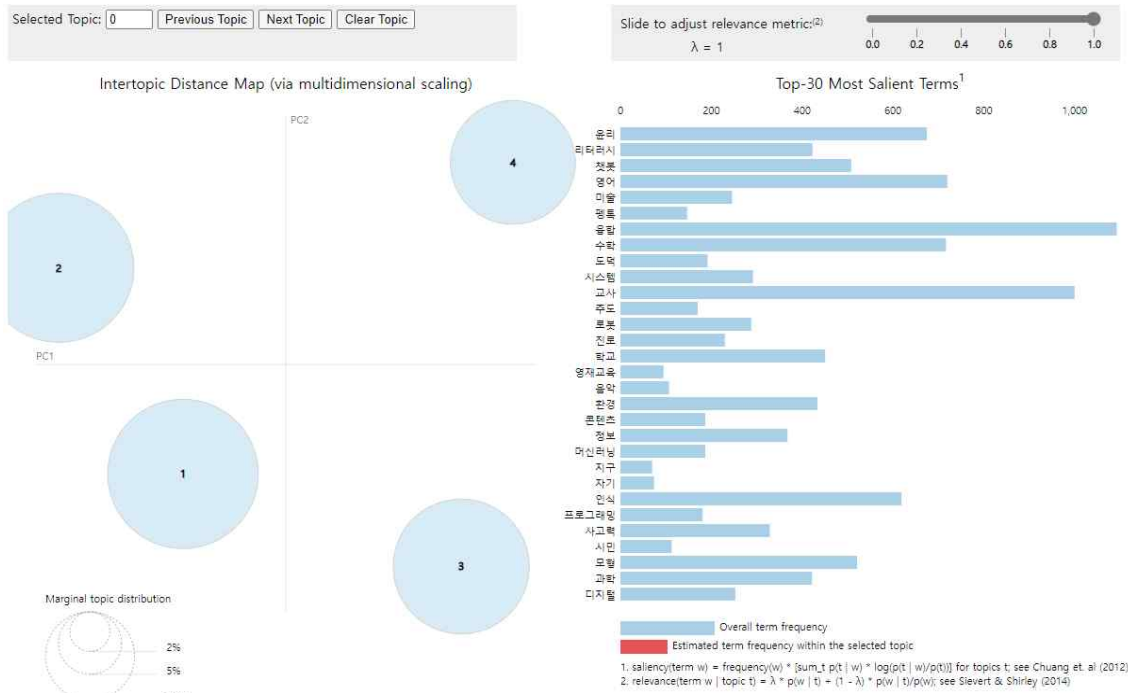 Selected Topic: 0 Previous Topic Next Topic Clear Topic
Slide to adjust relevance metric:(2)
λ = 1
0.0 0.2 0.4 0.6 0.8 1.0
Intertopic Distance Map (via multidimensional scaling)
PC2
PC1
4
2
1
3
Marginal topic distribution
2%
5%
Top-30 Most Salient Terms1
0 200 400 600 800 1,000
윤리
리터러시
챗봇
영어
미술
펭톡
융합
수학
도덕
시스템
교사
주도
로봇
진로
학교
영재교육
음악
환경
콘텐츠
정보
머신러닝
지구
자기
인식
프로그래밍
사고력
시민
모형
과학
디지털
Overall term frequency
Estimated term frequency within the selected topic
1. saliency(term w) = frequency(w) * [sum_t p(t | w) * log(p(t | w)/p(t))] for topics t; see Chuang et. al (2012)
2. relevance(term w | topic t) = λ * p(w | t) + (1 - λ) * p(w | t)/p(w); see Sievert & Shirley (2014)